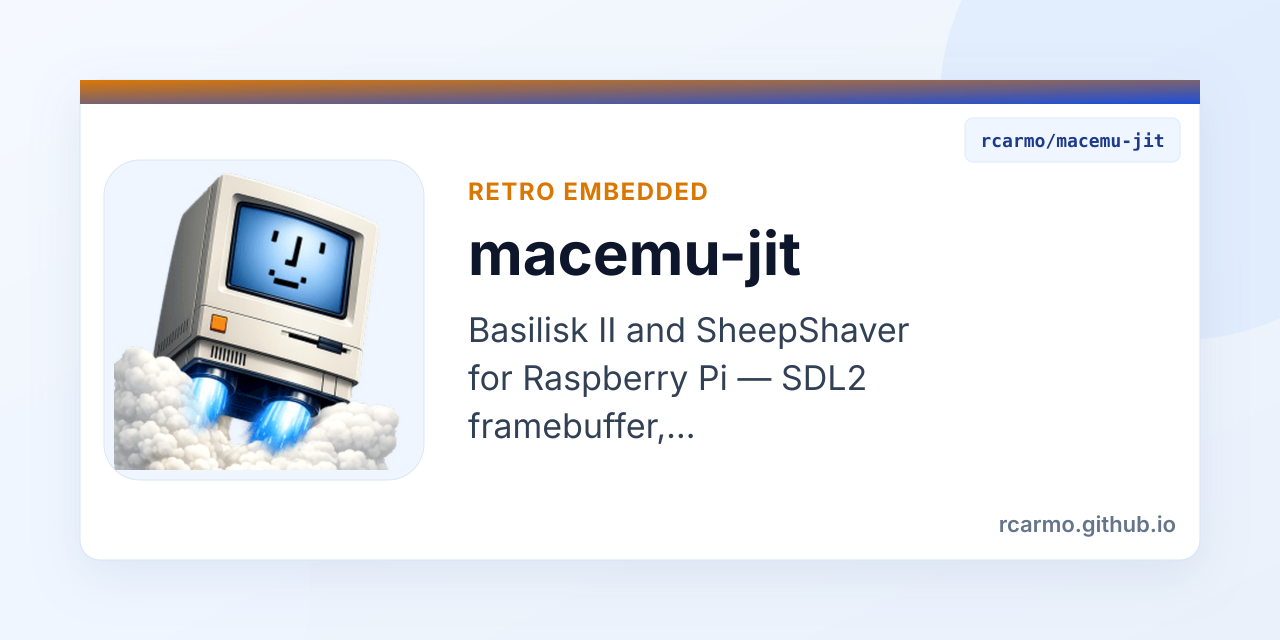 rcarmo/macemu-jit
RETRO EMBEDDED
macemu-jit
Basilisk II and SheepShaver
for Raspberry Pi — SDL2
framebuffer,...
rcarmo.github.io